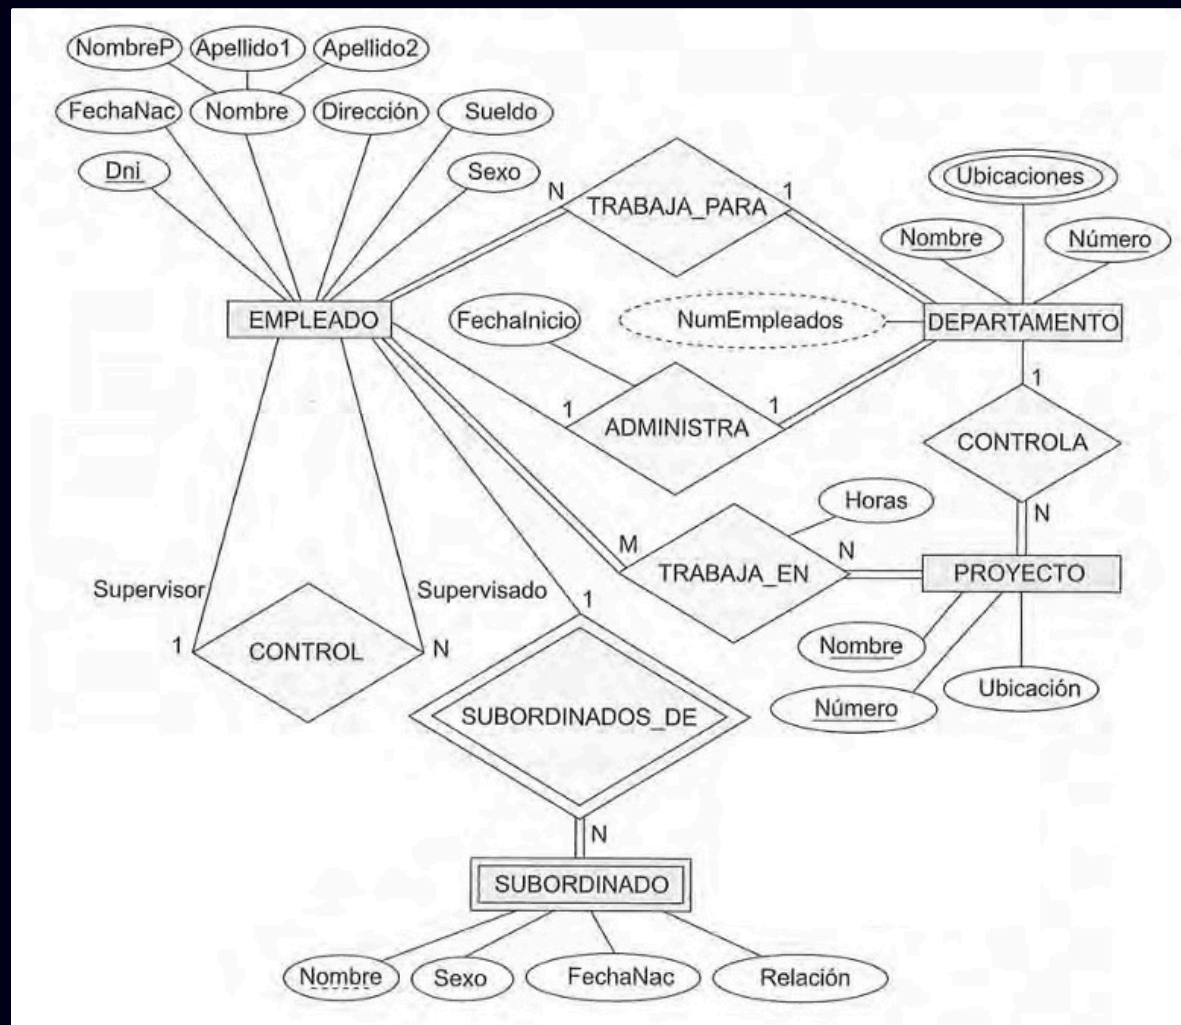 NombreP Apellido1 Apellido2
FechaNac Nombre Dirección Sueldo
Dni Sexo
N TRABAJA_PARA 1
Ubicaciones
Nombre Número
EMPLEADO FechaInicio NumEmpleados DEPARTAMENTO
1 ADMINISTRA 1
1
CONTROLA
N
Horas
M TRABAJA_EN N PROYECTO
Supervisor Supervisado
1 CONTROL N
1
Nombre
Número Ubicación
SUBORDINADOS_DE
N
SUBORDINADO
Nombre Sexo FechaNac Relación